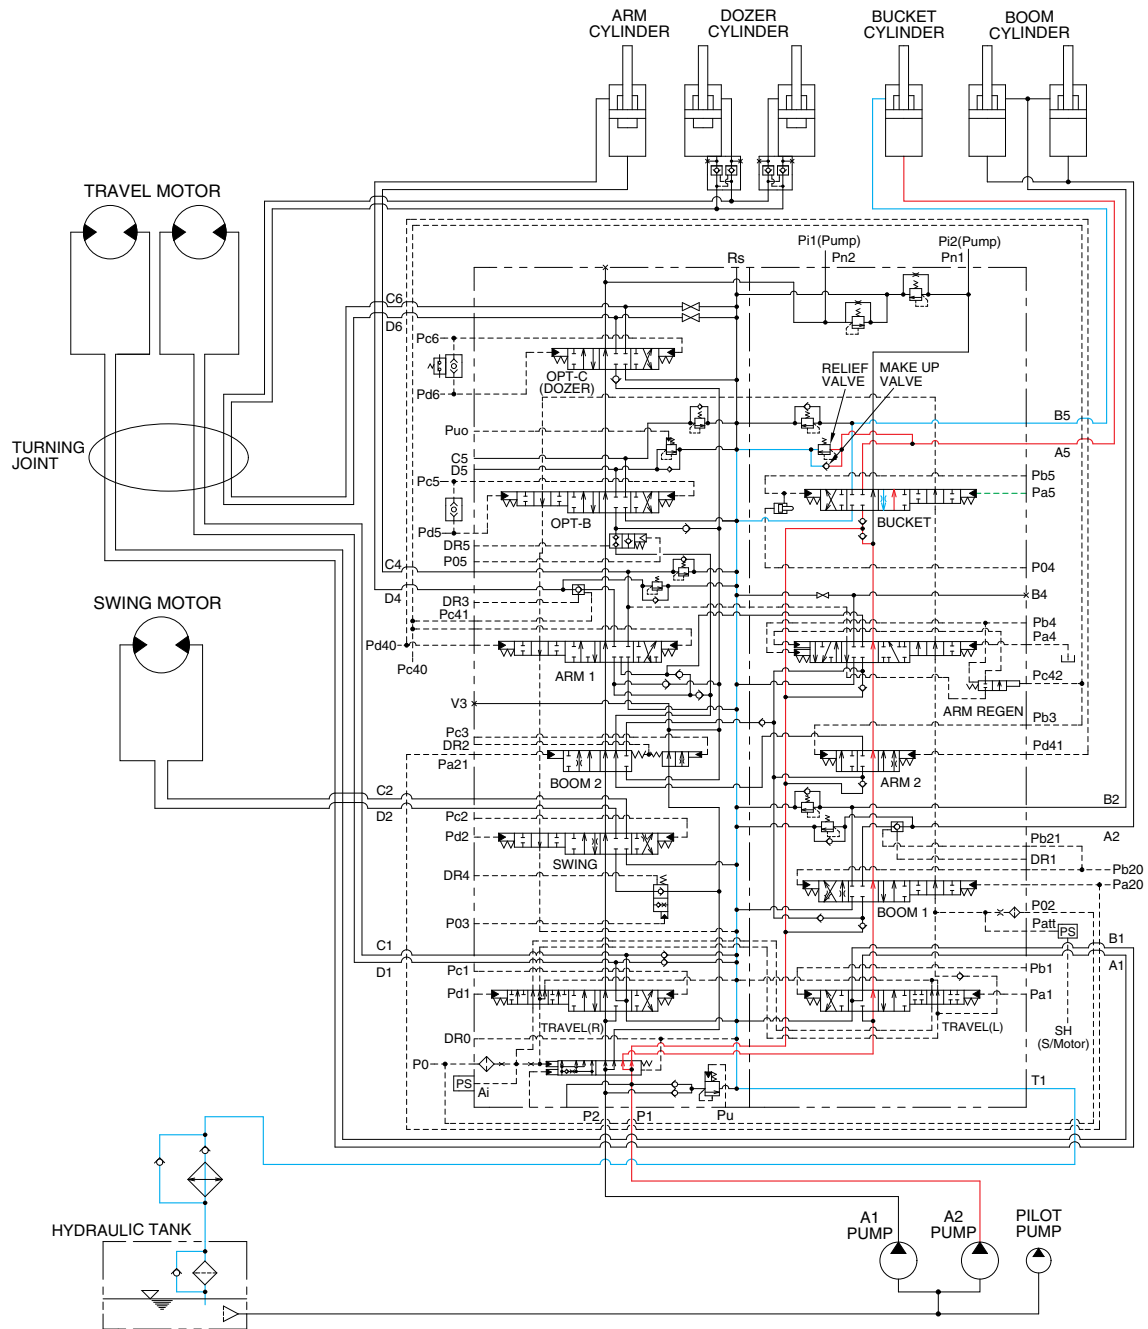 ARM CYLINDER
DOZER CYLINDER
BUCKET CYLINDER
BOOM CYLINDER
TRAVEL MOTOR
Pi1(Pump)
Pn2
Pi2(Pump)
Pn1
Rs
C6
D6
Pc6
Pd6
OPT-C (DOZER)
RELIEF VALVE
MAKE UP VALVE
B5
A5
Puo
TURNING JOINT
C5
D5
Pc5
Pb5
Pa5
BUCKET
OPT-B
Pd5
DR5
P05
P04
C4
D4
DR3
Pc41
B4
SWING MOTOR
Pb4
Pa4
Pd40
Pc40
ARM 1
Pc42
ARM REGEN
V3
Pb3
Pc3
DR2
Pa21
Pd41
BOOM 2
ARM 2
C2
D2
B2
A2
Pc2
Pd2
SWING
Pb21
DR1
Pb20
Pa20
DR4
BOOM 1
P02
P03
Patt
PS
C1
D1
B1
A1
Pc1
Pb1
Pd1
Pa1
TRAVEL(R)
TRAVEL(L)
SH
(S/Motor)
DR0
P0
PS
Ai
T1
P2
P1
Pu
HYDRAULIC TANK
A1 PUMP
A2 PUMP
PILOT PUMP